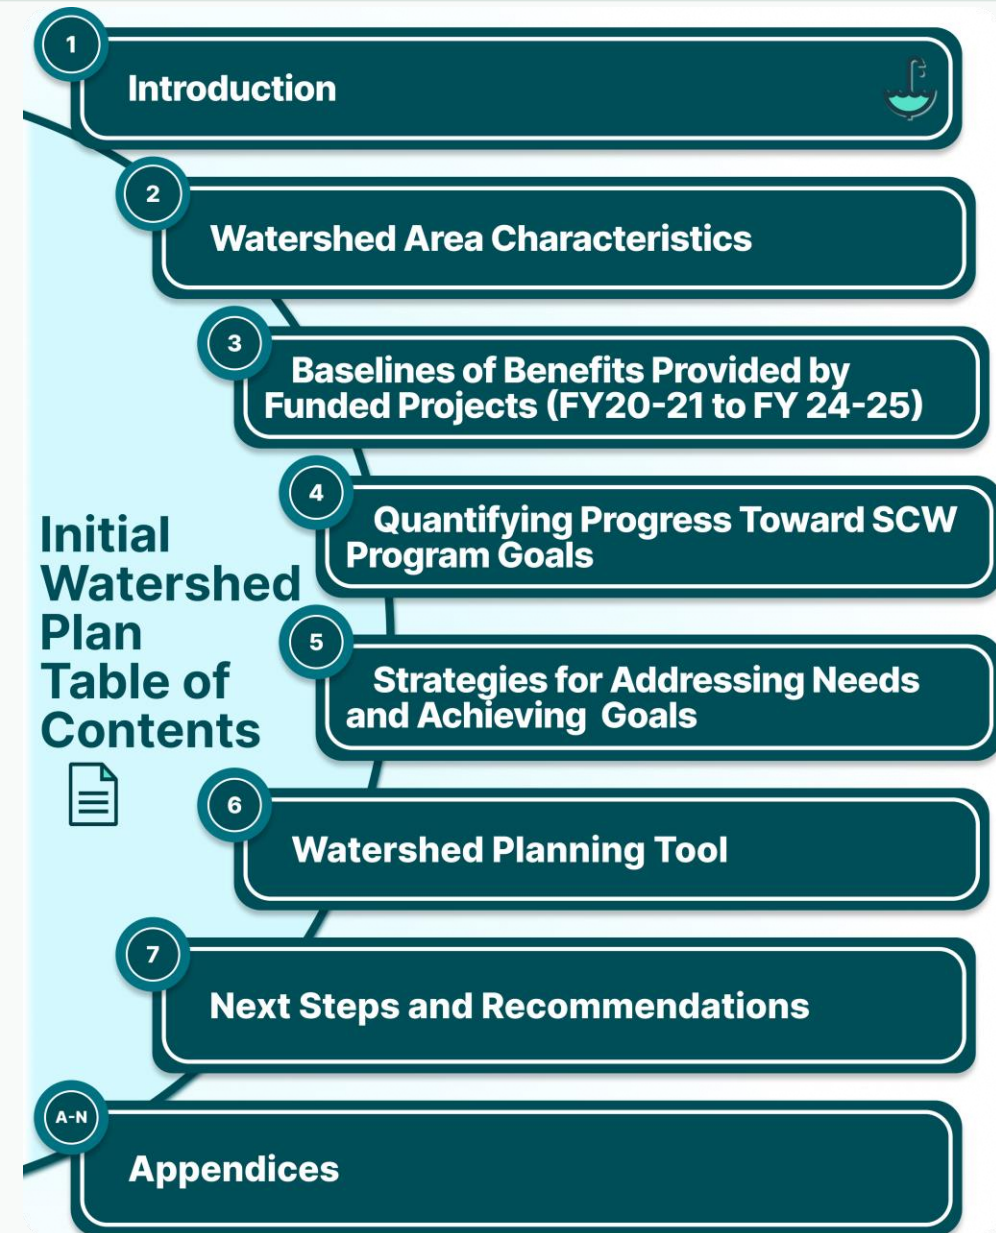 1
Introduction
2
Watershed Area Characteristics
3
Baselines of Benefits Provided by
Funded Projects (FY20-21 to FY 24-25)
4
Quantifying Progress Toward SCW
Program Goals
Initial
Watershed
Plan
Table of
Contents
5
Strategies for Addressing Needs
and Achieving Goals
6
Watershed Planning Tool
7
Next Steps and Recommendations
A-N
Appendices